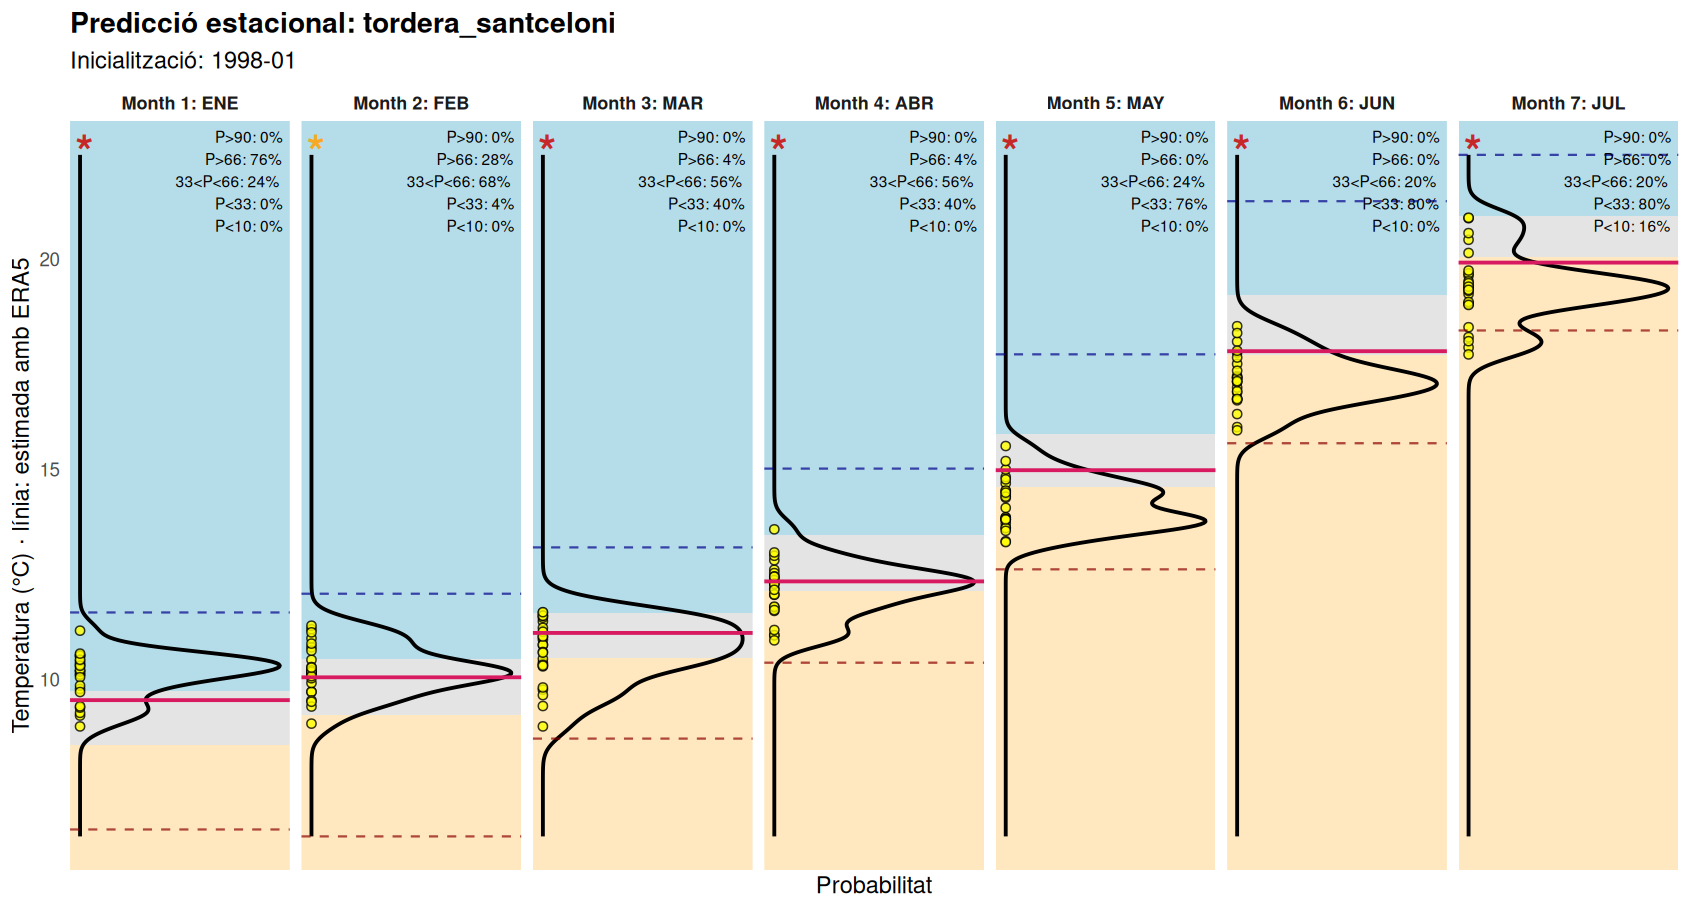 Predicció estacional: tordera_santceloni
Inicialització: 1998-01
Month 1: ENE
Month 2: FEB
Month 3: MAR
Month 4: ABR
Month 5: MAY
Month 6: JUN
Month 7: JUL
*
P>90: 0%
P>66: 76%
33<P<66: 24%
P<33: 0%
P<10: 0%
*
P>90: 0%
P>66: 28%
33<P<66: 68%
P<33: 4%
P<10: 0%
*
P>90: 0%
P>66: 4%
33<P<66: 56%
P<33: 40%
P<10: 0%
*
P>90: 0%
P>66: 4%
33<P<66: 56%
P<33: 40%
P<10: 0%
*
P>90: 0%
P>66: 0%
33<P<66: 24%
P<33: 76%
P<10: 0%
*
P>90: 0%
P>66: 0%
33<P<66: 20%
P<33: 80%
P<10: 0%
*
P>90: 0%
P>66: 0%
33<P<66: 20%
P<33: 80%
P<10: 16%
20
15
10
Temperatura (°C) · línia: estimada amb ERA5
Probabilitat